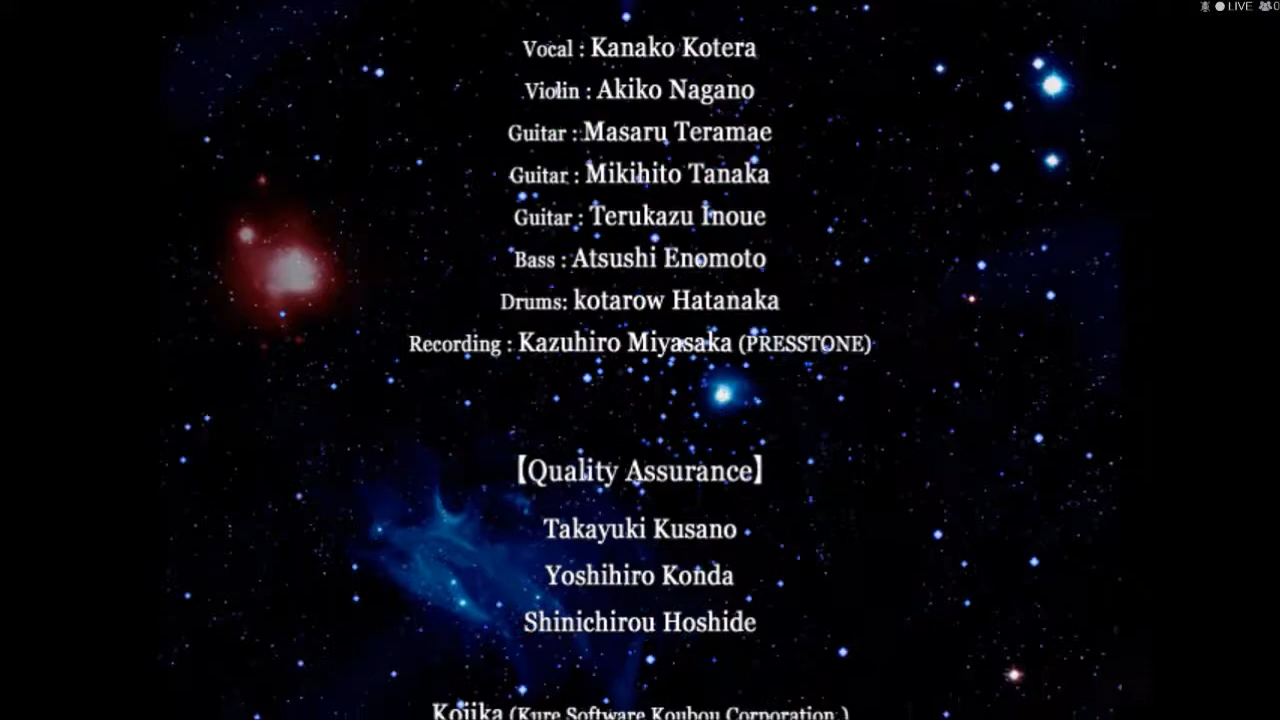 LIVE 0
Vocal : Kanako Kotera
Violin : Akiko Nagano
Guitar : Masaru Teramae
Guitar : Mikihito Tanaka
Guitar : Terukazu Inoue
Bass : Atsushi Enomoto
Drums: kotarow Hatanaka
Recording : Kazuhiro Miyasaka (PRESSTONE)
【Quality Assurance】
Takayuki Kusano
Yoshihiro Konda
Shinichirou Hoshide
Kojika (Kure Software Koubou Corporation )